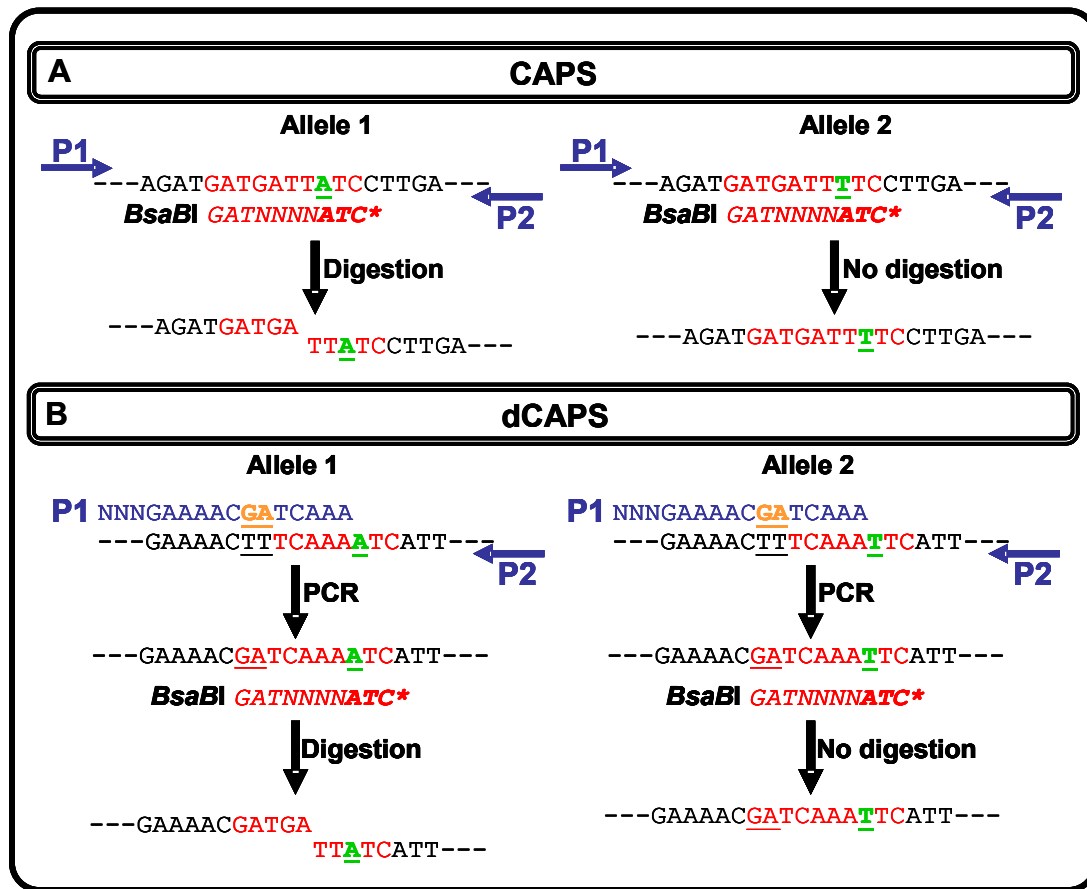 A CAPS
Allele 1 Allele 2
P1 P1
---AGATGATGATTATCCTTGA--- ---AGATGATGATTTTCCTTGA---
BsaBI GATNNNNATC* P2 BsaBI GATNNNNATC* P2
Digestion No digestion
---AGATGATGA ---AGATGATGATTTTCCTTGA---
TTATCCTTGA---
B dCAPS
Allele 1 Allele 2
P1 NNNGAAAACGATCAAA P1 NNNGAAAACGATCAAA
---GAAAACTTTCAAAATCATT--- ---GAAAACTTTCAAATTCATT---
P2 P2
PCR PCR
---GAAAACGATCAAAATCATT--- ---GAAAACGATCAAATTCATT---
BsaBI GATNNNNATC* BsaBI GATNNNNATC*
Digestion No digestion
---GAAAACGATGA ---GAAAACGATCAAATTCATT---
TTATCATT---